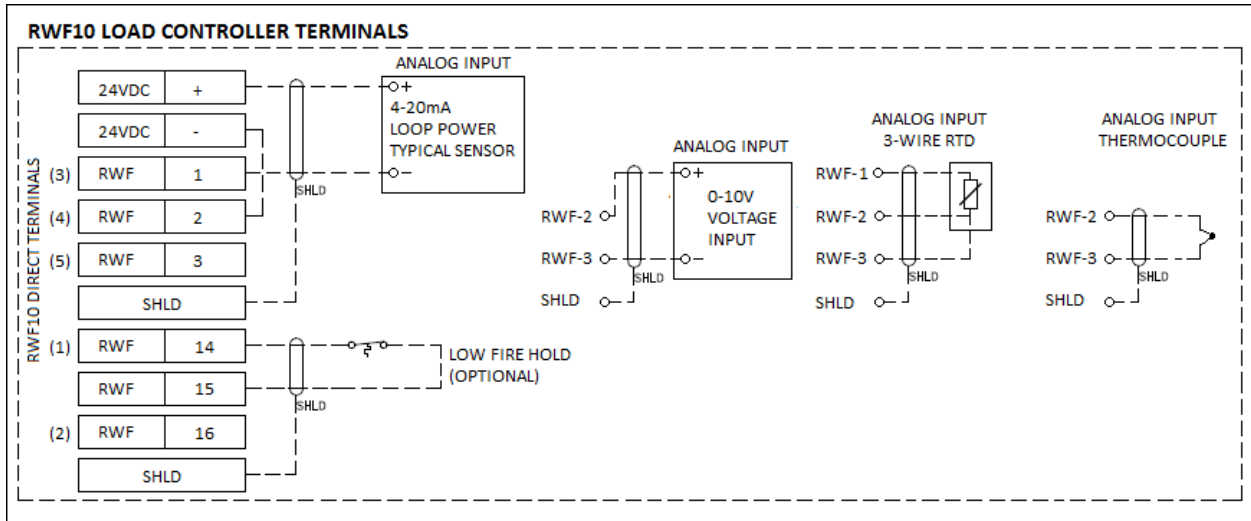 RWF10 LOAD CONTROLLER TERMINALS
RWF10 DIRECT TERMINALS
24VDC +
24VDC -
(3) RWF 1
(4) RWF 2
(5) RWF 3
SHLD
(1) RWF 14
RWF 15
(2) RWF 16
SHLD
ANALOG INPUT
+
4-20mA
LOOP POWER
TYPICAL SENSOR
-
SHLD
LOW FIRE HOLD
(OPTIONAL)
SHLD
ANALOG INPUT
+
0-10V
VOLTAGE
INPUT
-
RWF-2
RWF-3
SHLD
SHLD
ANALOG INPUT
3-WIRE RTD
RWF-1
RWF-2
RWF-3
SHLD
SHLD
ANALOG INPUT
THERMOCOUPLE
RWF-2
RWF-3
SHLD
SHLD